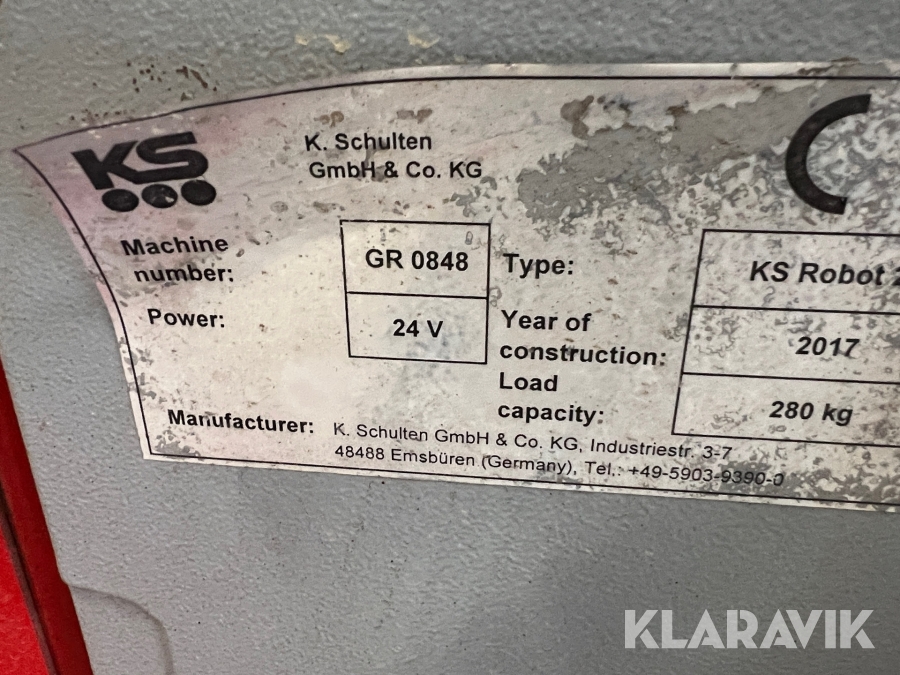 KS
K. Schulten
GmbH & Co. KG
Machine number: GR 0848
Power: 24 V
Type: KS Robot
Year of construction: 2017
Load capacity: 280 kg
Manufacturer: K. Schulten GmbH & Co. KG, Industriestr. 3-7
48488 Emsbüren (Germany), Tel.: +49-5903-9390-0
KLARAVIK